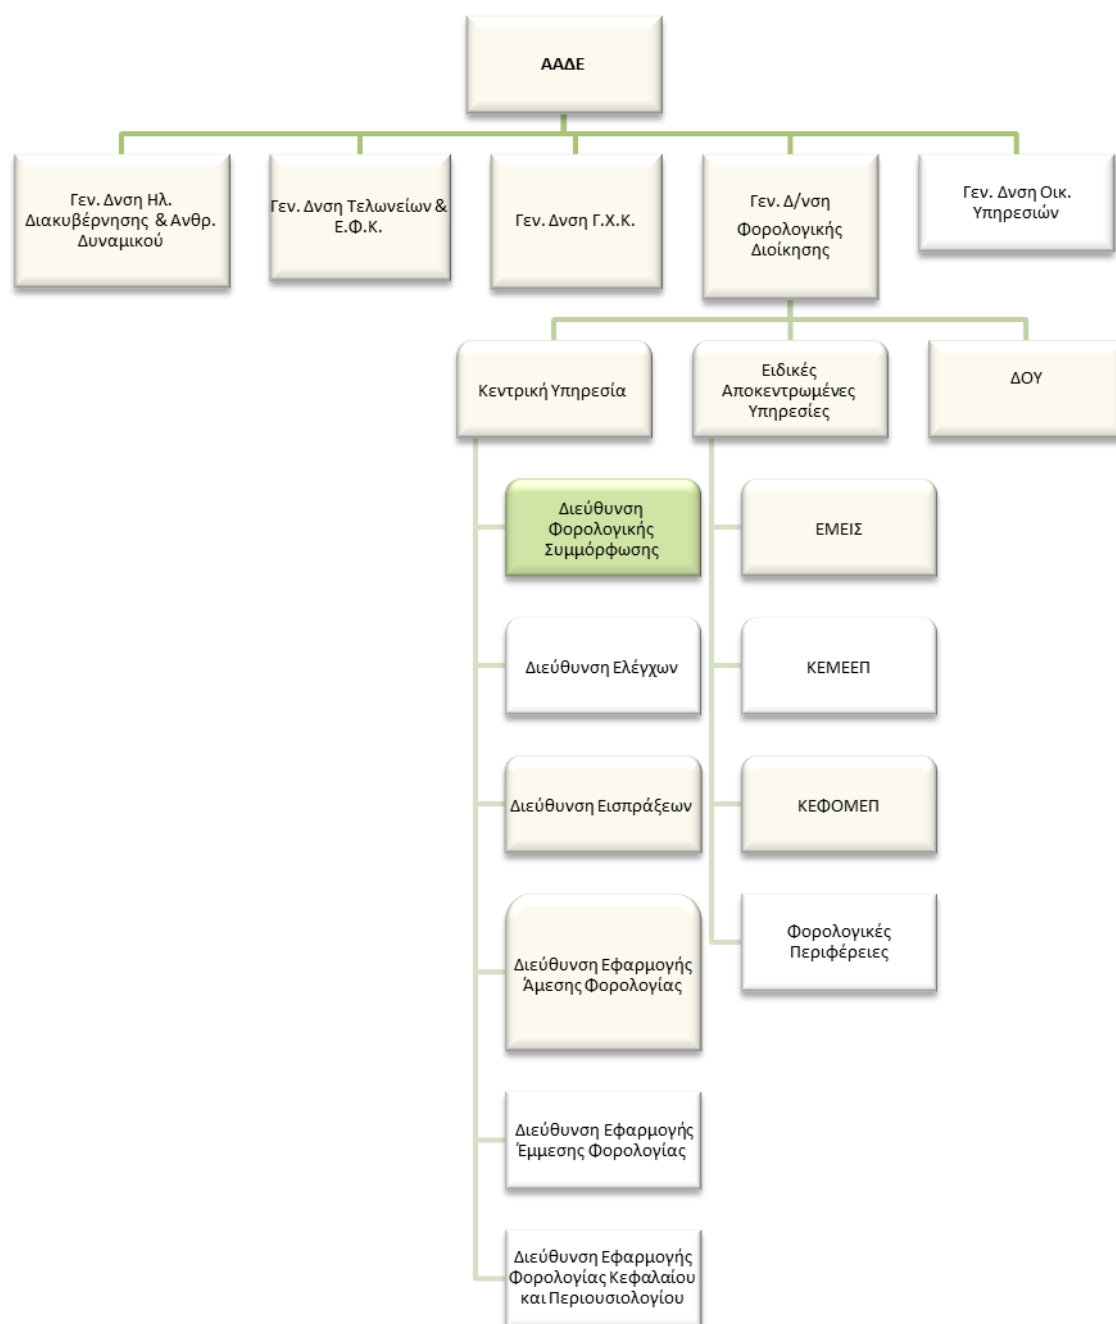 ΑΑΔΕ
Γεν. Δνση Ηλ.
Διακυβέρνησης & Ανθρ.
Δυναμικού
Γεν. Δνση Τελωνείων &
Ε.Φ.Κ.
Γεν. Δνση Γ.Χ.Κ.
Γεν. Δ/νση
Φορολογικής
Διοίκησης
Γεν. Δνση Οικ.
Υπηρεσιών
Κεντρική Υπηρεσία
Ειδικές
Αποκεντρωμένες
Υπηρεσίες
ΔΟΥ
Διεύθυνση
Φορολογικής
Συμμόρφωσης
Διεύθυνση Ελέγχων
Διεύθυνση Εισπράξεων
Διεύθυνση Εφαρμογής
Άμεσης Φορολογίας
Διεύθυνση Εφαρμογής
Έμμεσης Φορολογίας
Διεύθυνση Εφαρμογής
Φορολογίας Κεφαλαίου
και Περιουσιολογίου
ΕΜΕΙΣ
ΚΕΜΕΕΠ
ΚΕΦΟΜΕΠ
Φορολογικές
Περιφέρειες